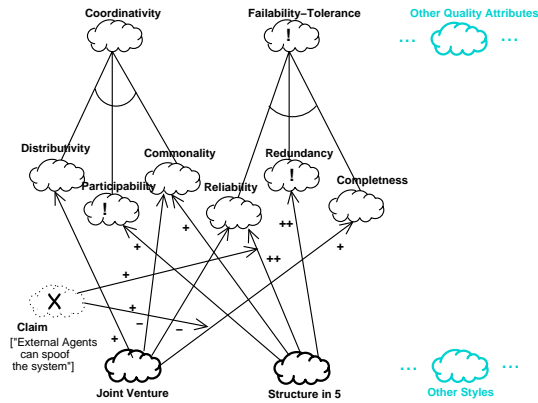 Coordinativity
Failability–Tolerance
Other Quality Attributes
!
... ...
Distributivity
Commonality
Redundancy
Participability
Reliability
!
Completness
!
+
++
+
++
+
+
X
+
–
–
+
Claim
["External Agents
can spoof
the system"]
... ...
Joint Venture
Structure in 5
Other Styles